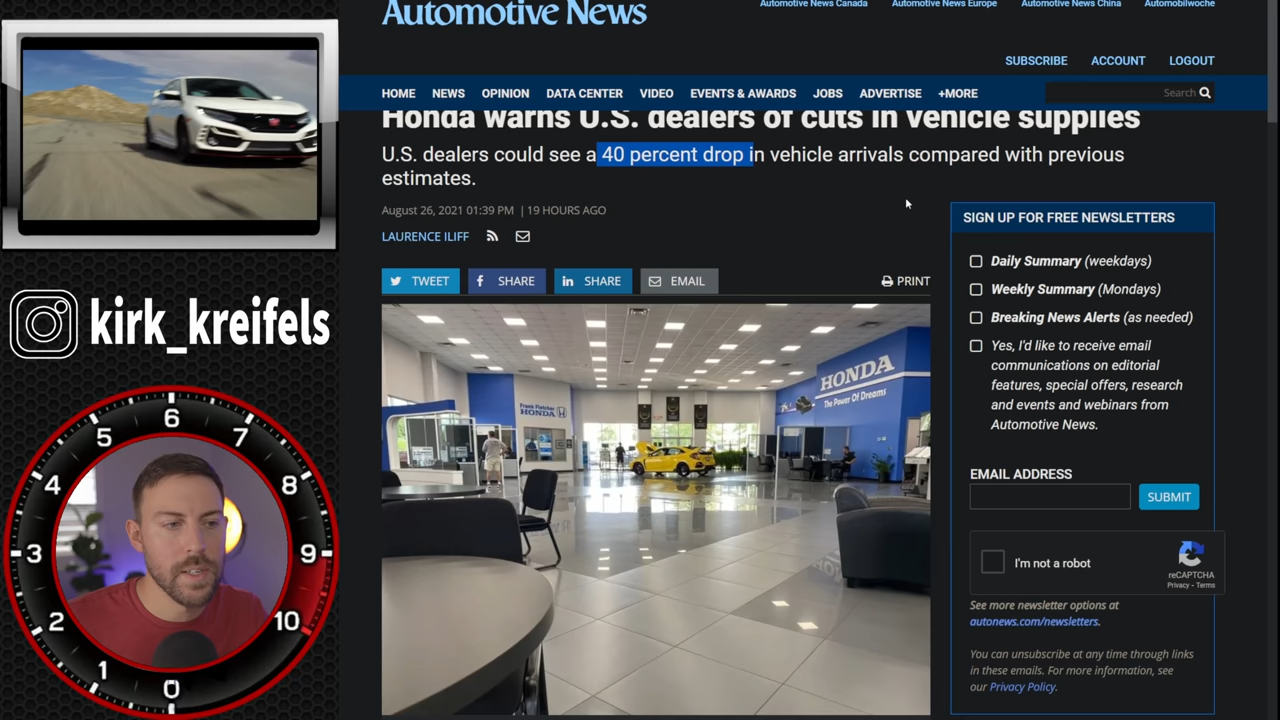 Automotive News
Automotive News Canada
Automotive News Europe
Automotive News China
Automobilwoche
SUBSCRIBE
ACCOUNT
LOGOUT
HOME
NEWS
OPINION
DATA CENTER
VIDEO
EVENTS & AWARDS
JOBS
ADVERTISE
+MORE
Search
Honda warns U.S. dealers of cuts in vehicle supplies
U.S. dealers could see a 40 percent drop in vehicle arrivals compared with previous
estimates.
August 26, 2021 01:39 PM | 19 HOURS AGO
LAURENCE ILIFF
TWEET
SHARE
SHARE
EMAIL
PRINT
Frank Fletcher
HONDA
HONDA
The Power Of Dreams
SIGN UP FOR FREE NEWSLETTERS
Daily Summary (weekdays)
Weekly Summary (Mondays)
Breaking News Alerts (as needed)
Yes, I'd like to receive email
communications on editorial
features, special offers, research
and events and webinars from
Automotive News.
EMAIL ADDRESS
SUBMIT
I'm not a robot
reCAPTCHA
Privacy - Terms
See more newsletter options at
autonews.com/newsletters.
You can unsubscribe at any time through links
in these emails. For more information, see
our Privacy Policy.
kirk_kreifels
0
1
2
3
4
5
6
7
8
9
10